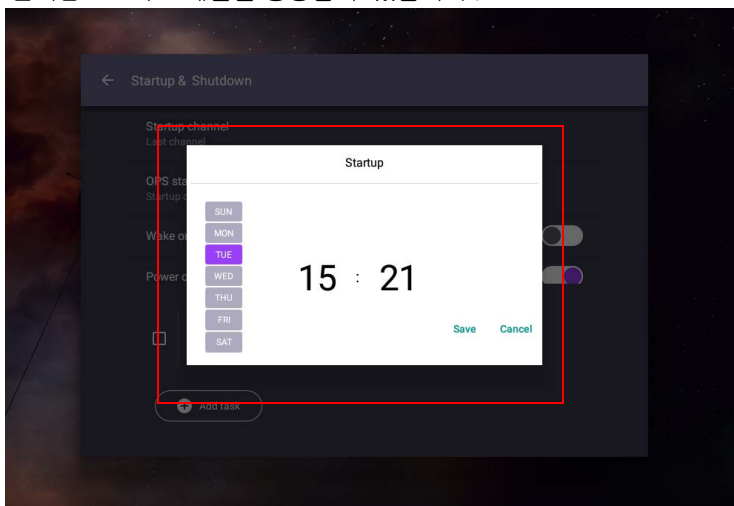 Startup & Shutdown
Startup channel
Last channel
Startup
OPS sta
Startup
SUN
MON
TUE
WED
THU
FRI
SAT
Wake o
Power o
15 : 21
Save Cancel
Add task